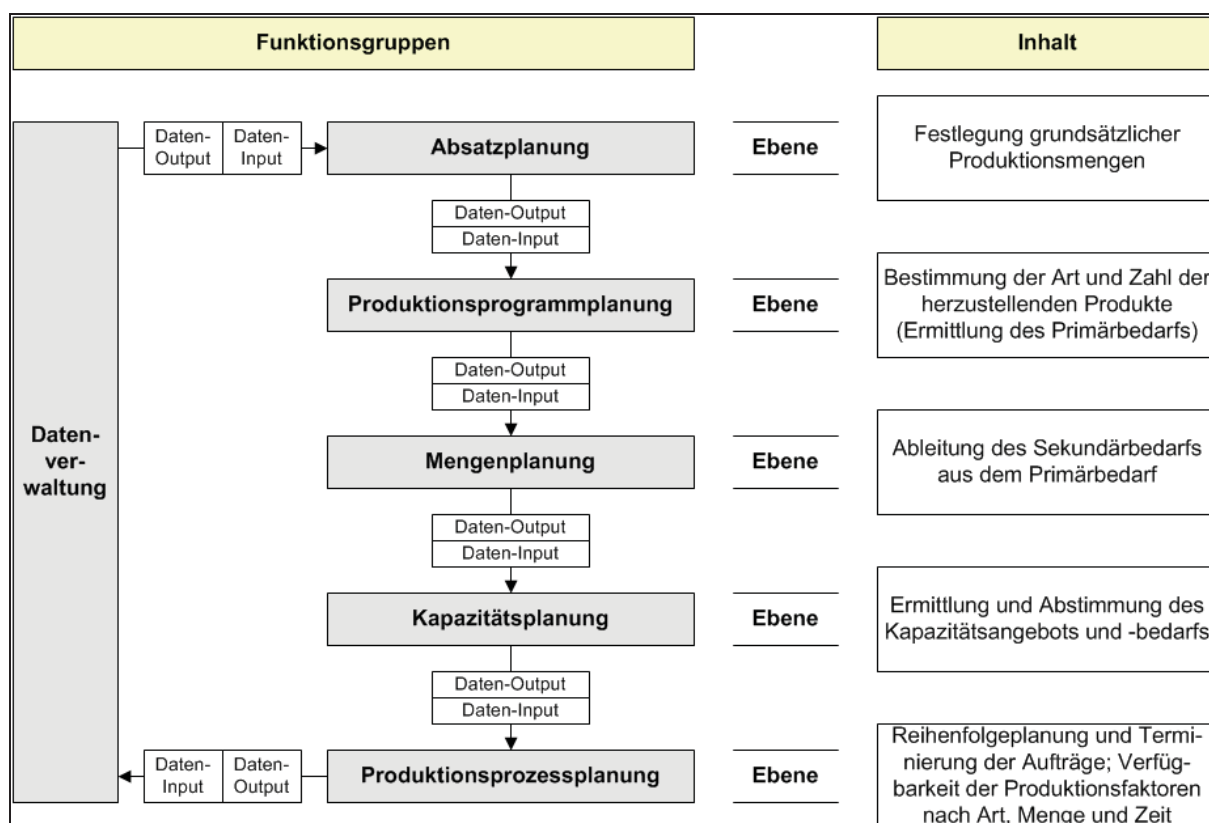 Funktionsgruppen
Inhalt
Daten-
ver-
waltung
Daten-
Output
Daten-
Input
Absatzplanung
Ebene
Festlegung grundsätzlicher
Produktionsmengen
Daten-Output
Daten-Input
Produktionsprogrammplanung
Ebene
Bestimmung der Art und Zahl der
herzustellenden Produkte
(Ermittlung des Primärbedarfs)
Daten-Output
Daten-Input
Mengenplanung
Ebene
Ableitung des Sekundärbedarfs
aus dem Primärbedarf
Daten-Output
Daten-Input
Kapazitätsplanung
Ebene
Ermittlung und Abstimmung des
Kapazitätsangebots und -bedarfs
Daten-Output
Daten-Input
Daten-
Input
Daten-
Output
Produktionsprozessplanung
Ebene
Reihenfolgeplanung und Termi-
nierung der Aufträge; Verfüg-
barkeit der Produktionsfaktoren
nach Art, Menge und Zeit